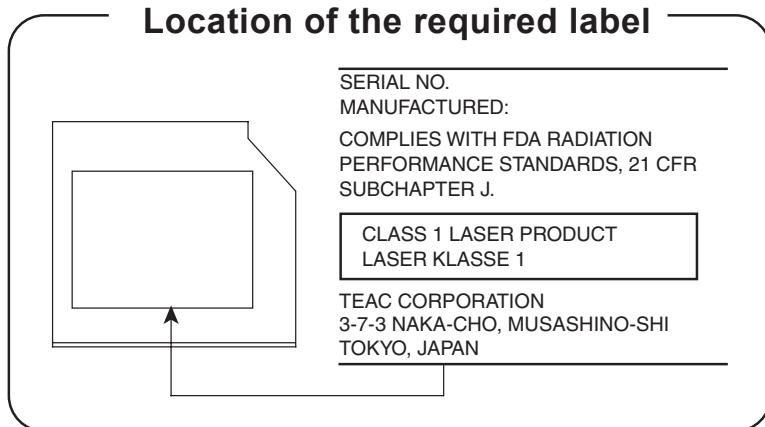 Location of the required label
SERIAL NO.
MANUFACTURED:
COMPLIES WITH FDA RADIATION
PERFORMANCE STANDARDS, 21 CFR
SUBCHAPTER J.
CLASS 1 LASER PRODUCT
LASER KLASSE 1
TEAC CORPORATION
3-7-3 NAKA-CHO, MUSASHINO-SHI
TOKYO, JAPAN